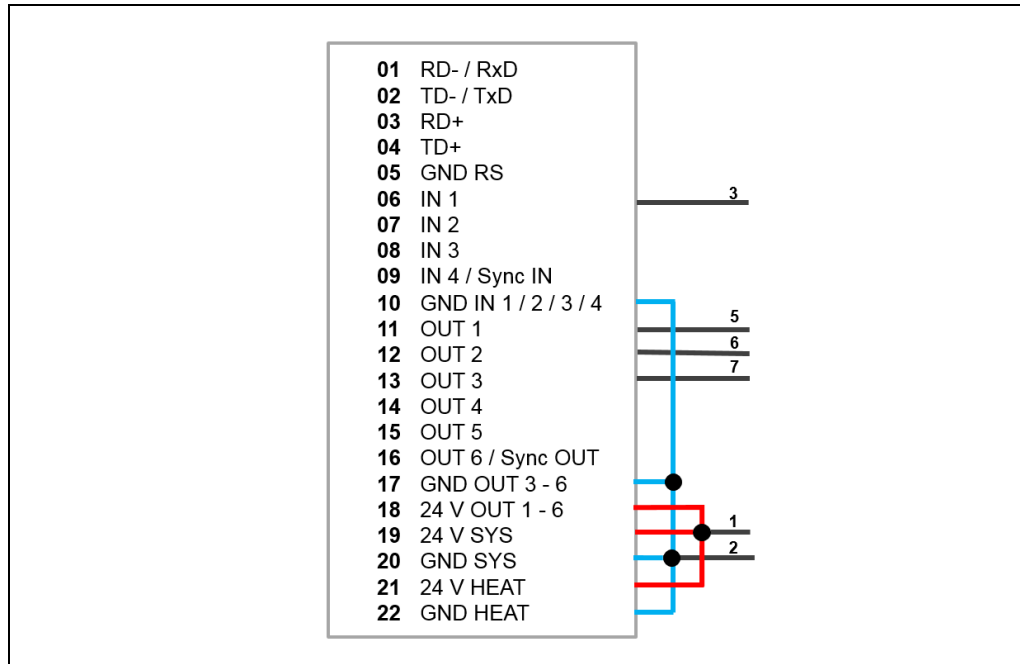 01 RD- / RxD
02 TD- / TxD
03 RD+
04 TD+
05 GND RS
06 IN 1 3
07 IN 2
08 IN 3
09 IN 4 / Sync IN
10 GND IN 1 / 2 / 3 / 4
11 OUT 1 5
12 OUT 2 6
13 OUT 3 7
14 OUT 4
15 OUT 5
16 OUT 6 / Sync OUT
17 GND OUT 3 - 6
18 24 V OUT 1 - 6
19 24 V SYS 1
20 GND SYS 2
21 24 V HEAT
22 GND HEAT